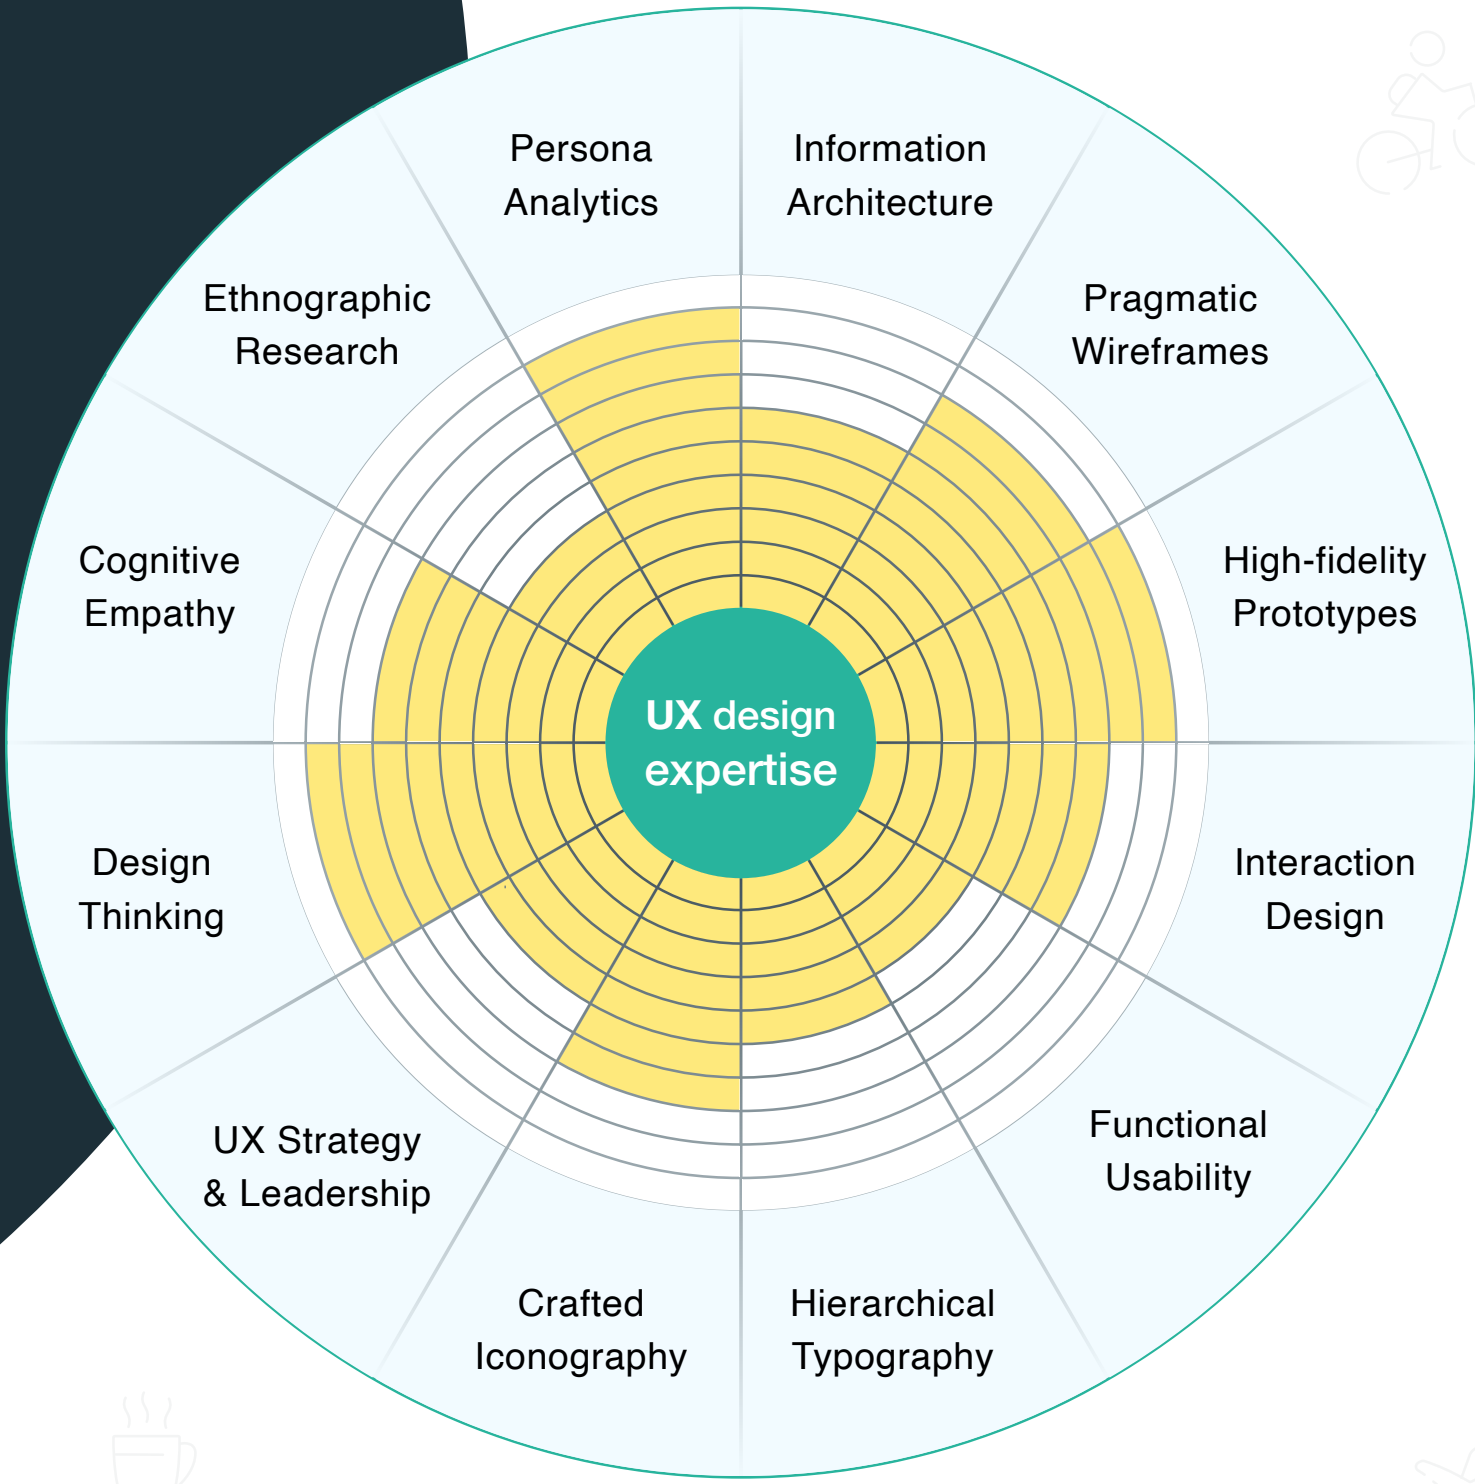 Persona
Analytics
Information
Architecture
Ethnographic
Research
Pragmatic
Wireframes
Cognitive
Empathy
High-fidelity
Prototypes
UX design
expertise
Design
Thinking
Interaction
Design
UX Strategy
& Leadership
Functional
Usability
Crafted
Iconography
Hierarchical
Typography